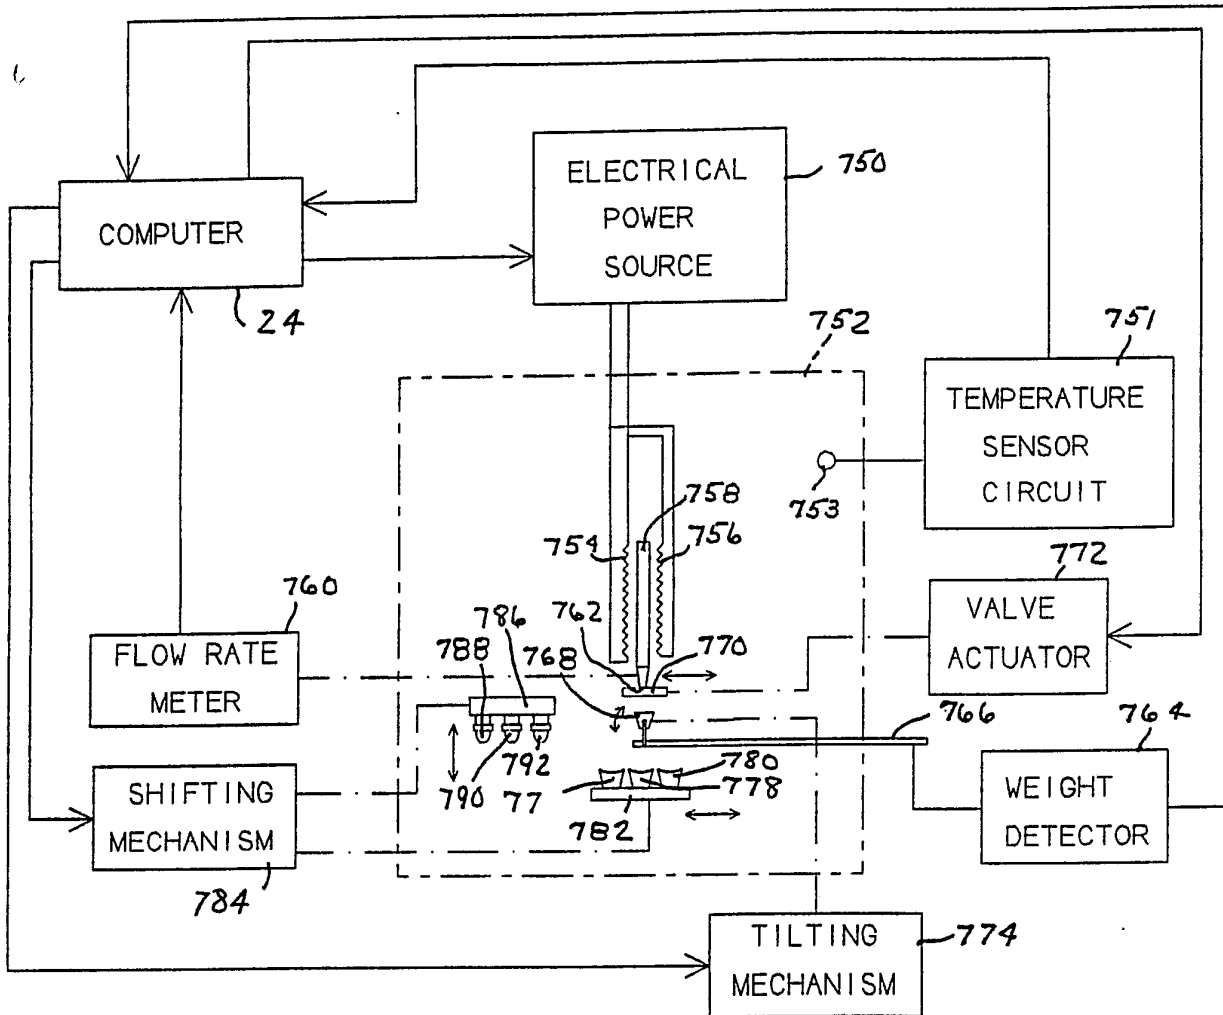 ELECTRICAL
POWER
SOURCE
750
COMPUTER
24
752
751
TEMPERATURE
SENSOR
CIRCUIT
753
758
754
756
772
VALVE
ACTUATOR
760
FLOW RATE
METER
762
786
788
768
770
766
764
790
792
780
77
778
782
WEIGHT
DETECTOR
SHIFTING
MECHANISM
784
TILTING
MECHANISM
774